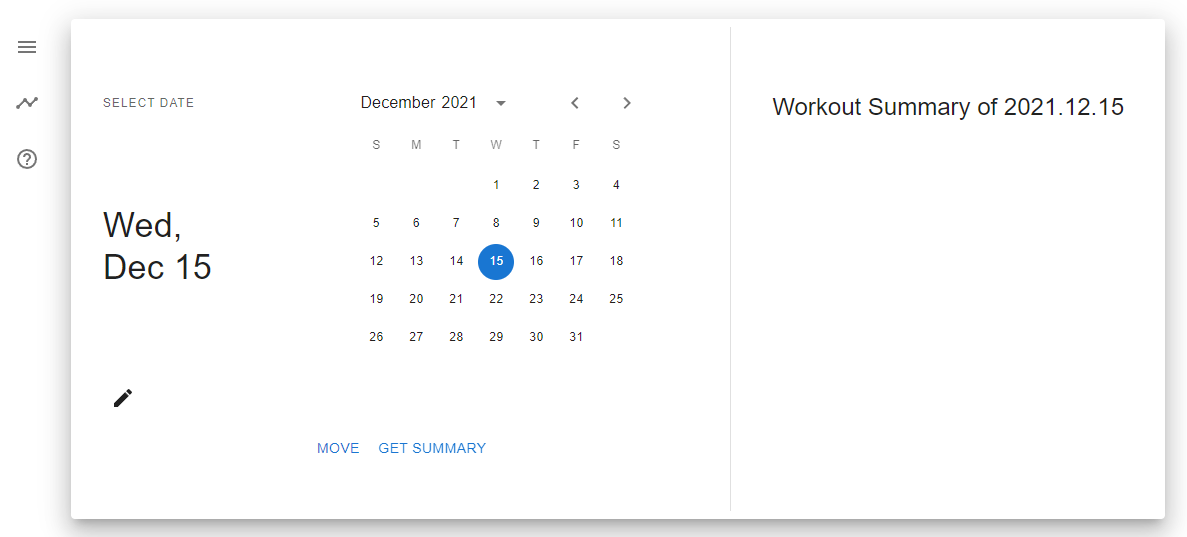 SELECT DATE
December 2021
S M T W T F S
1 2 3 4
5 6 7 8 9 10 11
12 13 14 15 16 17 18
19 20 21 22 23 24 25
26 27 28 29 30 31
Wed,
Dec 15
MOVE GET SUMMARY
Workout Summary of 2021.12.15